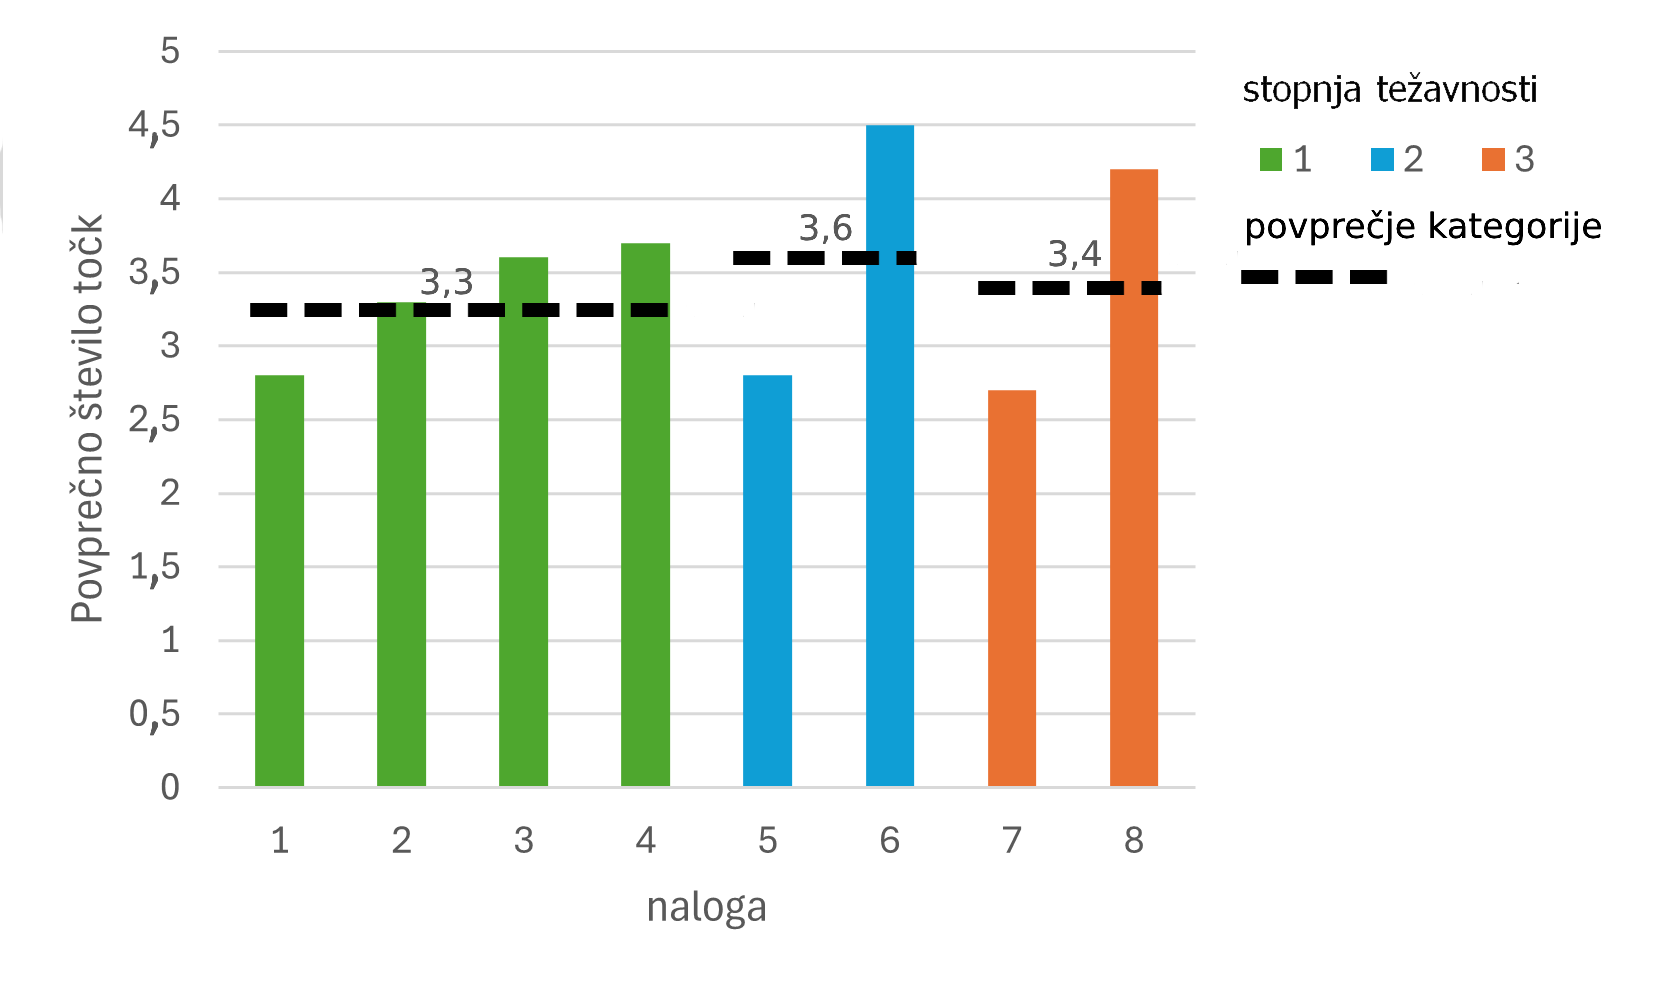 5
4,5
4
3,5
3
2,5
2
1,5
1
0,5
0
Povprečno število točk
3,3
3,6
3,4
1 2 3 4 5 6 7 8
naloga
stopnja težavnosti
1 2 3
povprečje kategorije